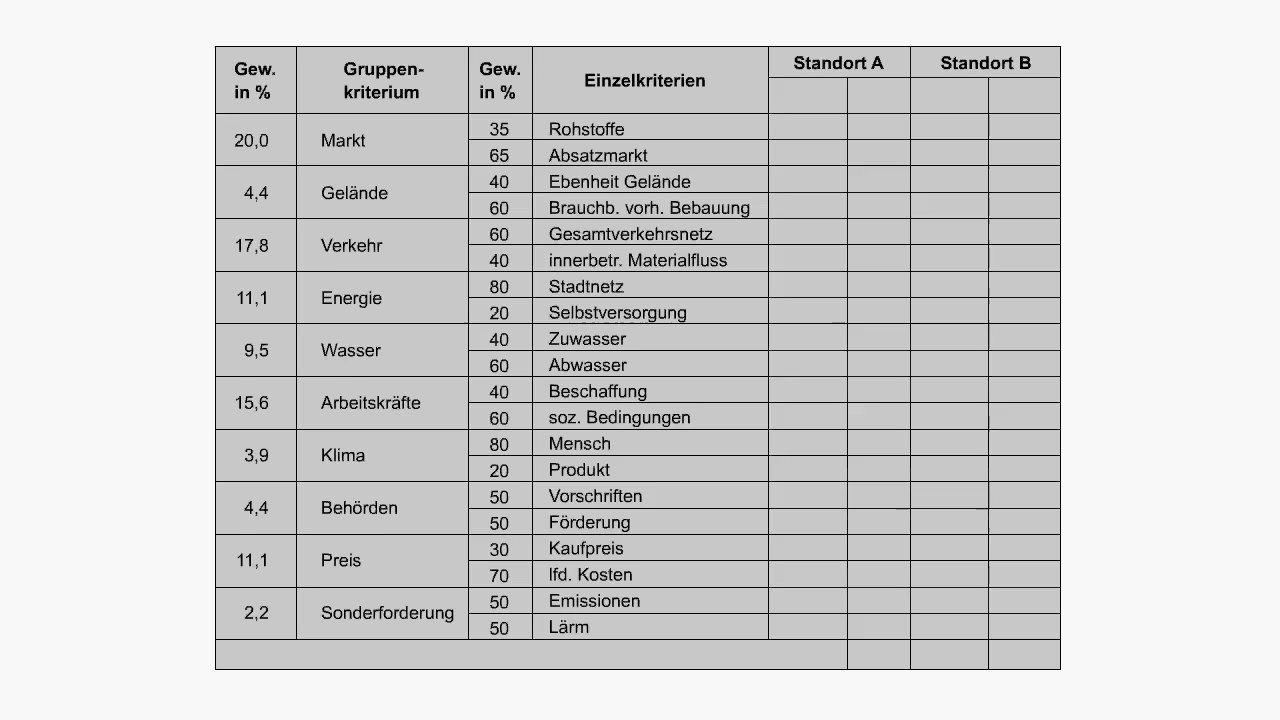 Gew. in % Gruppen-kriterium Gew. in % Einzelkriterien Standort A Standort B
20,0 Markt 35 Rohstoffe
65 Absatzmarkt
4,4 Gelände 40 Ebenheit Gelände
60 Brauchb. vorh. Bebauung
17,8 Verkehr 60 Gesamtverkehrsnetz
40 innerbetr. Materialfluss
11,1 Energie 80 Stadtnetz
20 Selbstversorgung
9,5 Wasser 40 Zuwasser
60 Abwasser
15,6 Arbeitskräfte 40 Beschaffung
60 soz. Bedingungen
3,9 Klima 80 Mensch
20 Produkt
4,4 Behörden 50 Vorschriften
50 Förderung
11,1 Preis 30 Kaufpreis
70 lfd. Kosten
2,2 Sonderforderung 50 Emissionen
50 Lärm